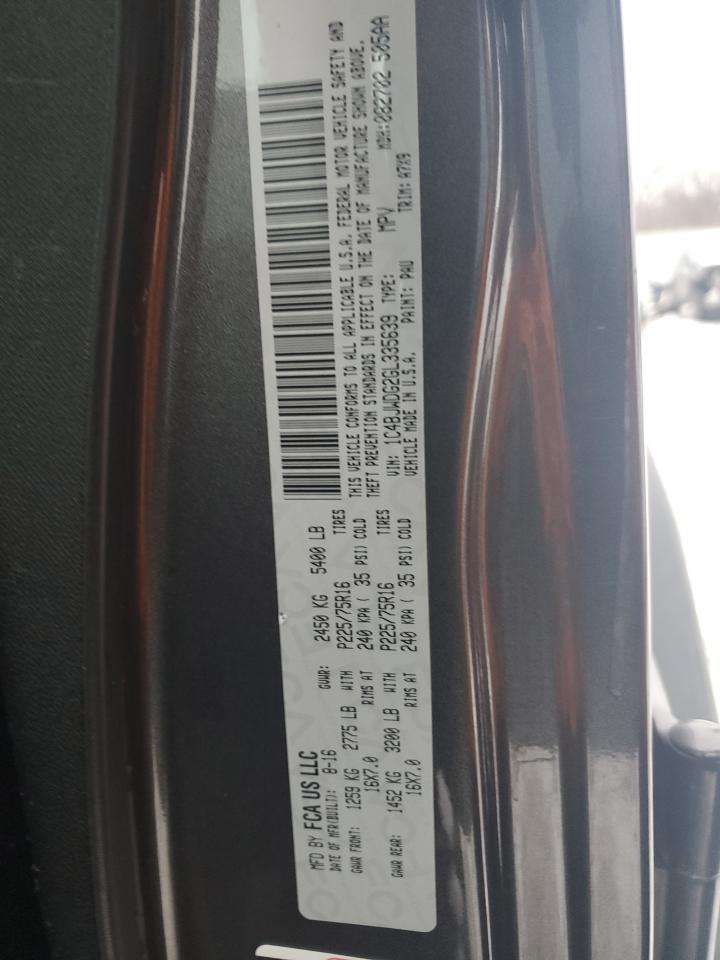 MFD BY FCA US LLC
DATE OF MFR(BUILT): 8-16 GVWR: 2450 KG 5400 LB
GAWR FRONT: 1259 KG 2775 LB WITH P225/75R16 TIRES
16X7.0 RIMS AT 240 KPA ( 35 PSI) COLD
GAWR REAR: 1452 KG 3200 LB WITH P225/75R16 TIRES
16X7.0 RIMS AT 240 KPA ( 35 PSI) COLD
THIS VEHICLE CONFORMS TO ALL APPLICABLE U.S.A. FEDERAL MOTOR VEHICLE SAFETY AND
THEFT PREVENTION STANDARDS IN EFFECT ON THE DATE OF MANUFACTURE SHOWN ABOVE.
VIN: 1C4BJWDG2GL335639 TYPE: MPV MDH:082702 505AA
VEHICLE MADE IN U.S.A. PAINT: PAU TRIM: A7X9